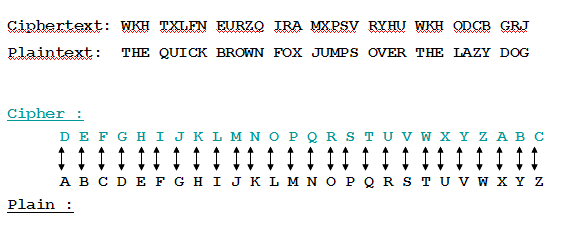 Ciphertext: WKH TXLFN EURZQ IRA MXPSV RYHU WKH ODCB GRJ
Plaintext: THE QUICK BROWN FOX JUMPS OVER THE LAZY DOG
Cipher :
D E F G H I J K L M N O P Q R S T U V W X Y Z A B C
A B C D E F G H I J K L M N O P Q R S T U V W X Y Z
Plain :